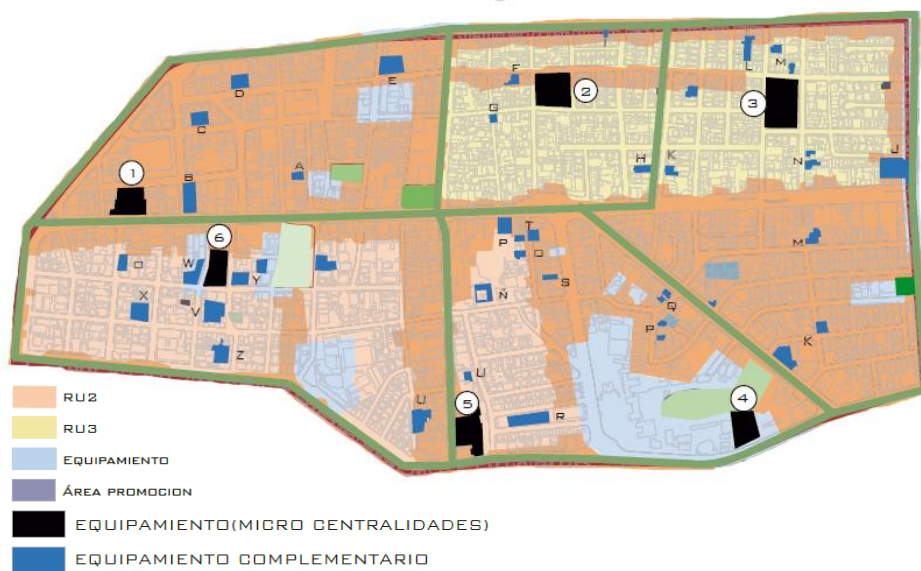 I
F
L
M
E
2
D
3
G
C
A
H
K
N
J
1
B
6
T
P
M
O
W
Y
O
S
Ñ
Q
X
V
P
K
Z
U
U
5
R
4
RU2
RU3
EQUIPAMIENTO
ÁREA PROMOCION
EQUIPAMIENTO(MICRO CENTRALIDADES)
EQUIPAMIENTO COMPLEMENTARIO